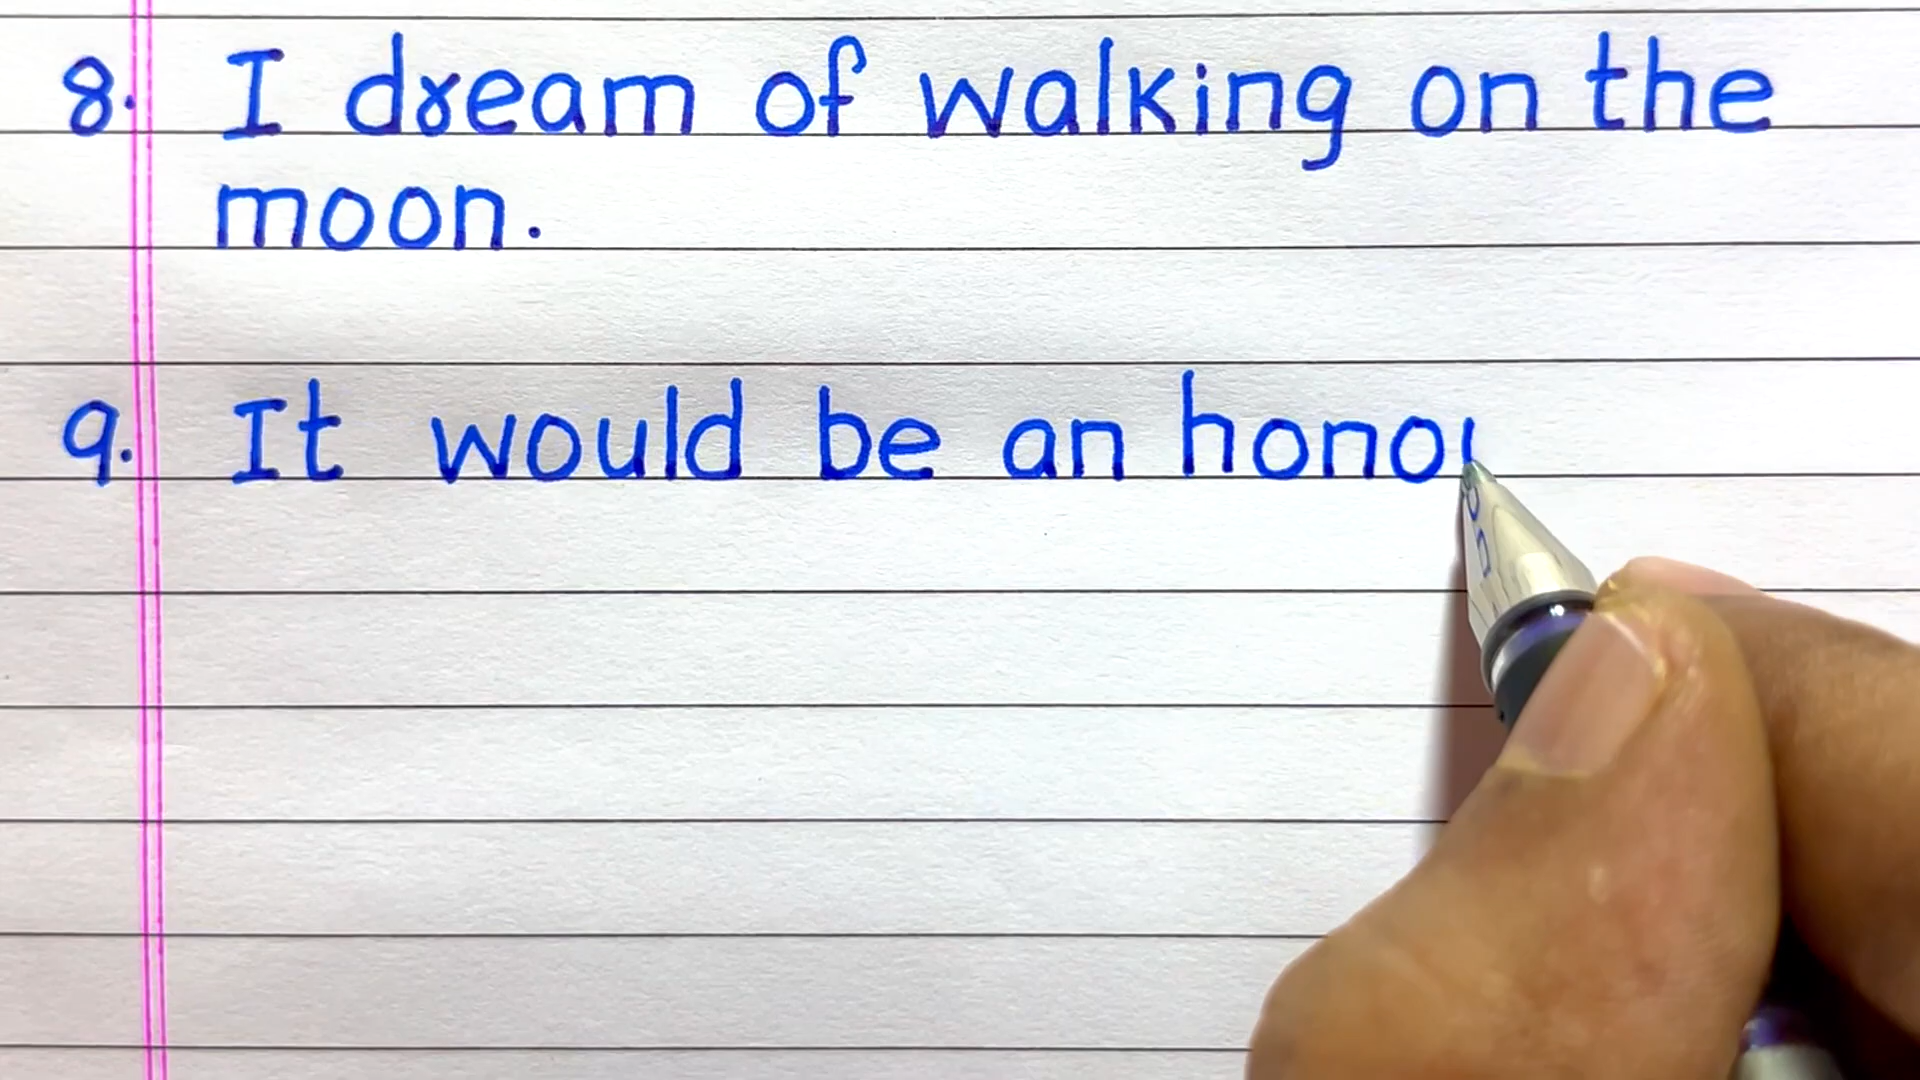 8. I dream of walking on the
moon.
9. It would be an hono